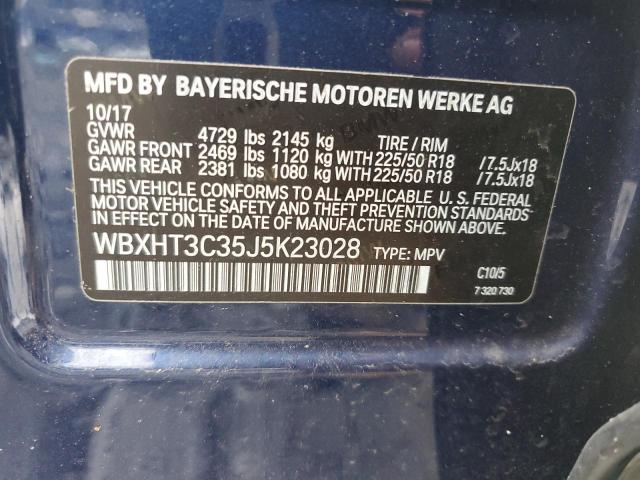 MFD BY BAYERISCHE MOTOREN WERKE AG
10/17
GVWR 4729 lbs 2145 kg TIRE / RIM
GAWR FRONT 2469 lbs 1120 kg WITH 225/50 R18 /7.5Jx18
GAWR REAR 2381 lbs 1080 kg WITH 225/50 R18 /7.5Jx18
THIS VEHICLE CONFORMS TO ALL APPLICABLE U. S. FEDERAL
MOTOR VEHICLE SAFETY AND THEFT PREVENTION STANDARDS
IN EFFECT ON THE DATE OF MANUFACTURE SHOWN ABOVE.
WBXHT3C35J5K23028 TYPE: MPV
C10/5
7 320 730